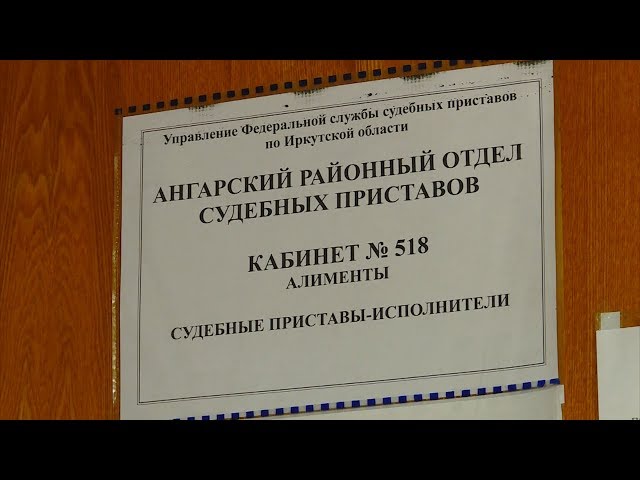 Управление Федеральной службы судебных приставов
по Иркутской области
АНГАРСКИЙ РАЙОННЫЙ ОТДЕЛ
СУДЕБНЫХ ПРИСТАВОВ
КАБИНЕТ № 518
АЛИМЕНТЫ
СУДЕБНЫЕ ПРИСТАВЫ-ИСПОЛНИТЕЛИ